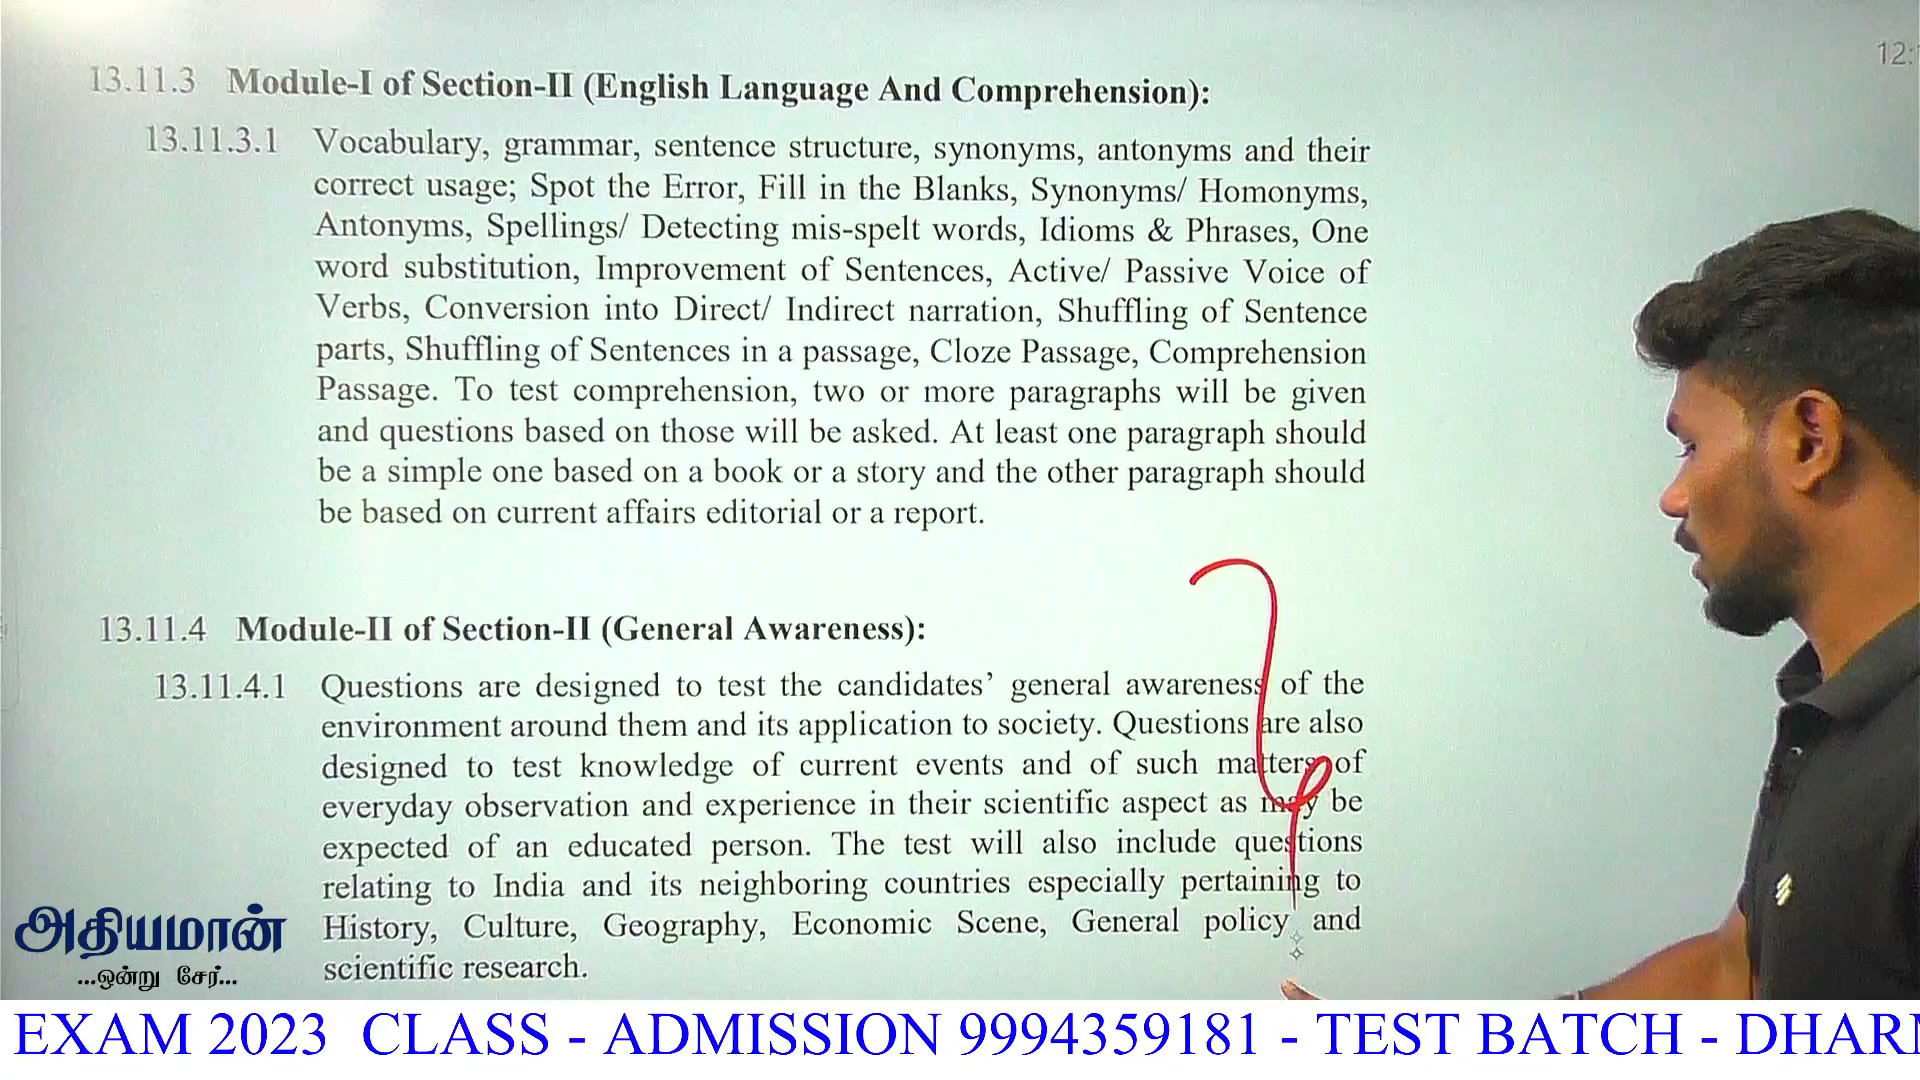 12:
13.11.3 Module-I of Section-II (English Language And Comprehension):
13.11.3.1 Vocabulary, grammar, sentence structure, synonyms, antonyms and their
correct usage; Spot the Error, Fill in the Blanks, Synonyms/ Homonyms,
Antonyms, Spellings/ Detecting mis-spelt words, Idioms & Phrases, One
word substitution, Improvement of Sentences, Active/ Passive Voice of
Verbs, Conversion into Direct/ Indirect narration, Shuffling of Sentence
parts, Shuffling of Sentences in a passage, Cloze Passage, Comprehension
Passage. To test comprehension, two or more paragraphs will be given
and questions based on those will be asked. At least one paragraph should
be a simple one based on a book or a story and the other paragraph should
be based on current affairs editorial or a report.
13.11.4 Module-II of Section-II (General Awareness):
13.11.4.1 Questions are designed to test the candidates’ general awareness of the
environment around them and its application to society. Questions are also
designed to test knowledge of current events and of such matters of
everyday observation and experience in their scientific aspect as may be
expected of an educated person. The test will also include questions
relating to India and its neighboring countries especially pertaining to
History, Culture, Geography, Economic Scene, General policy and
scientific research.
அதியமான்
...ஒன்று சேர்...
EXAM 2023 CLASS - ADMISSION 9994359181 - TEST BATCH - DHARM